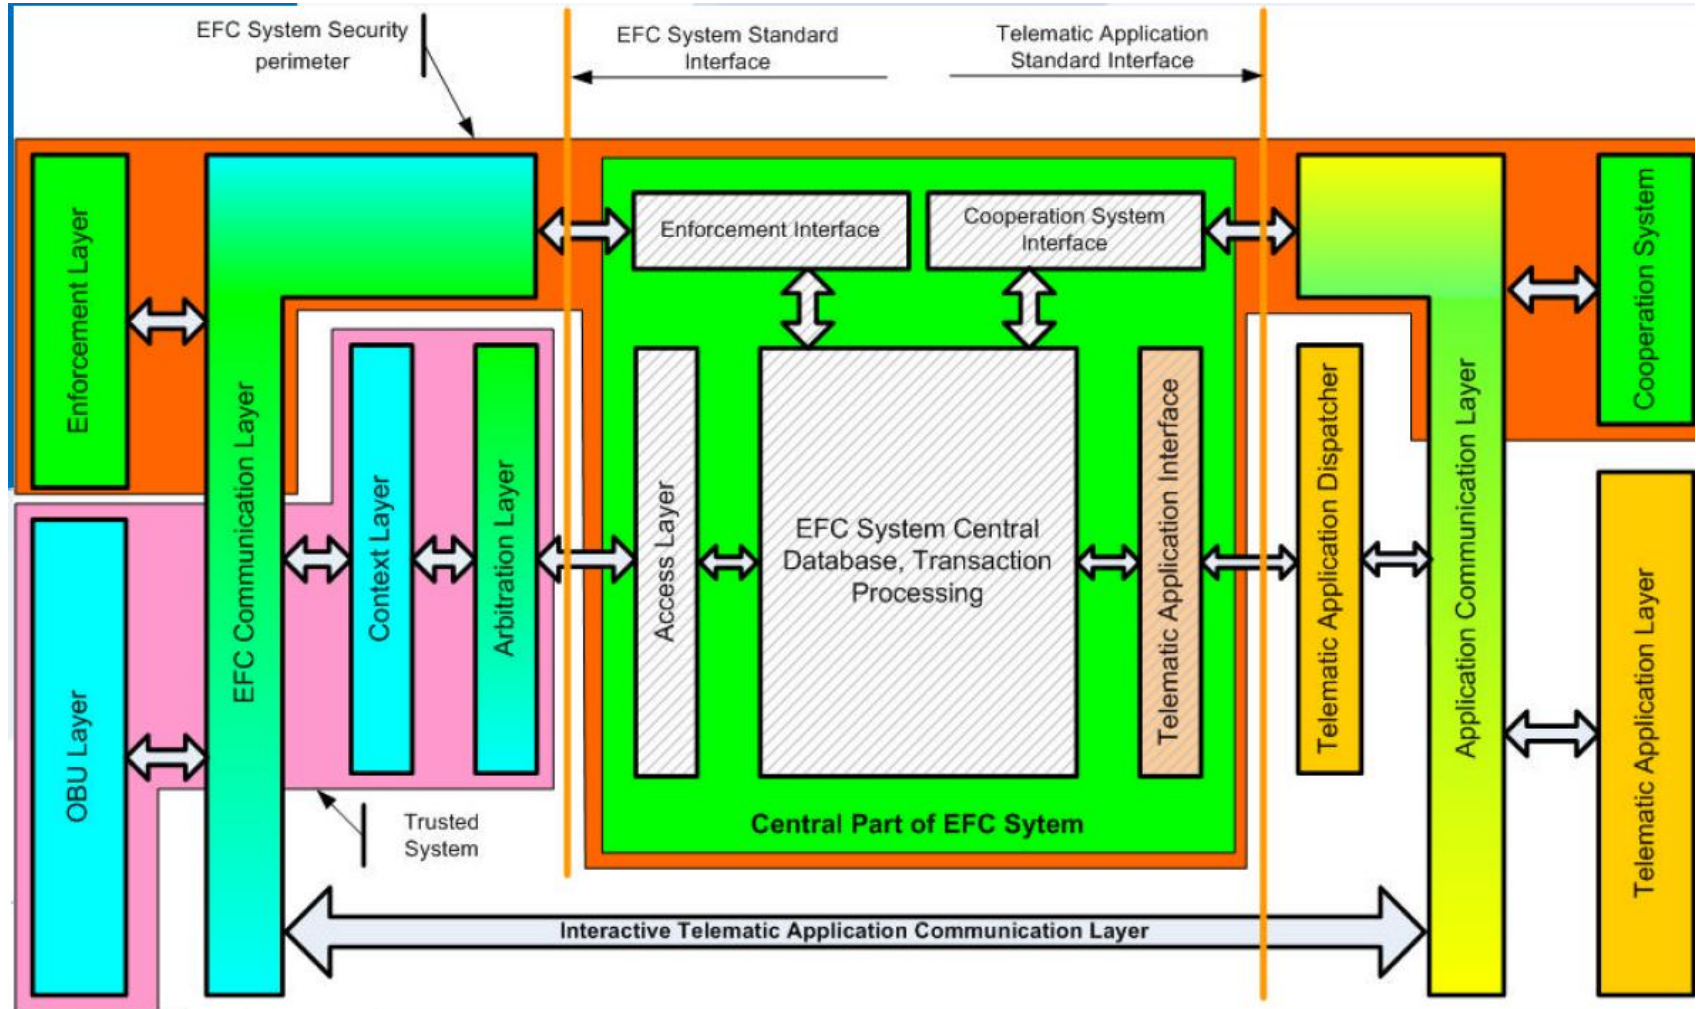 EFC System Security
perimeter
EFC System Standard
Interface
Telematic Application
Standard Interface
Enforcement Layer
EFC Communication Layer
Enforcement Interface
Cooperation System
Interface
Cooperation System
OBU Layer
Context Layer
Arbitration Layer
Access Layer
EFC System Central
Database, Transaction
Processing
Telematic Application Interface
Telematic Application Dispatcher
Application Communication Layer
Telematic Application Layer
Trusted
System
Central Part of EFC Sytem
Interactive Telematic Application Communication Layer